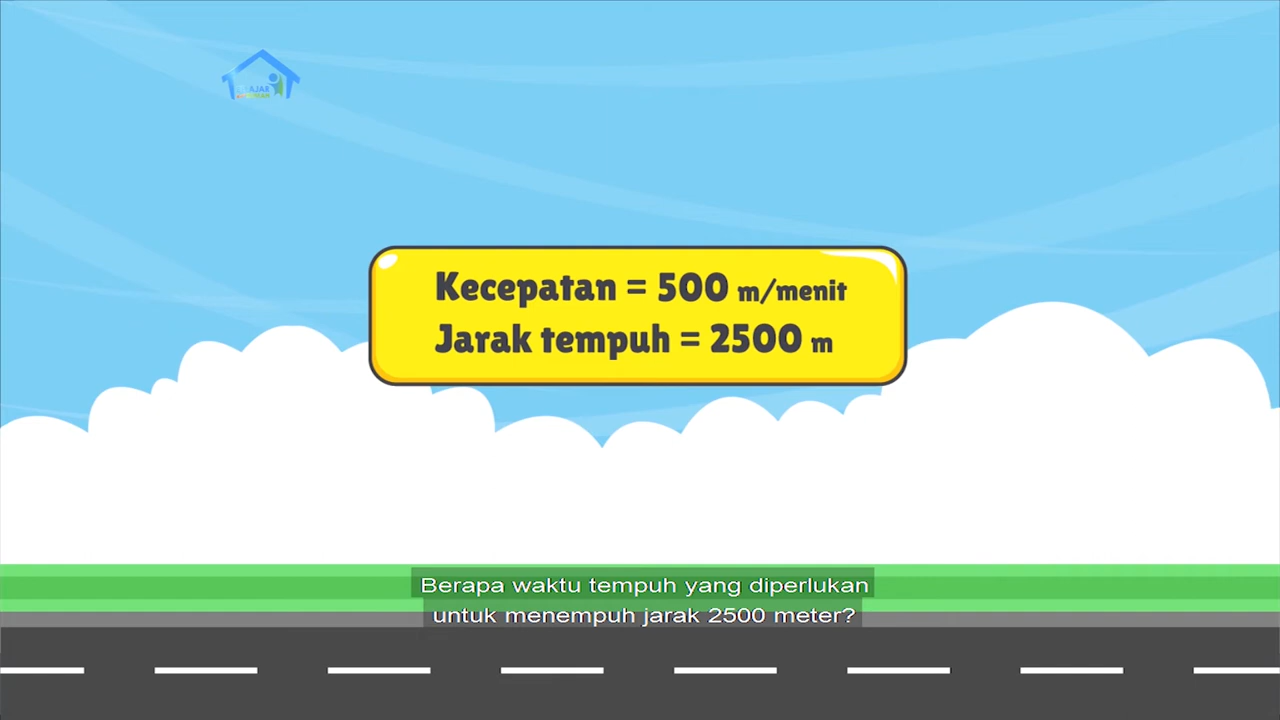 Kecepatan = 500 m/menit
Jarak tempuh = 2500 m
Berapa waktu tempuh yang diperlukan
untuk menempuh jarak 2500 meter?